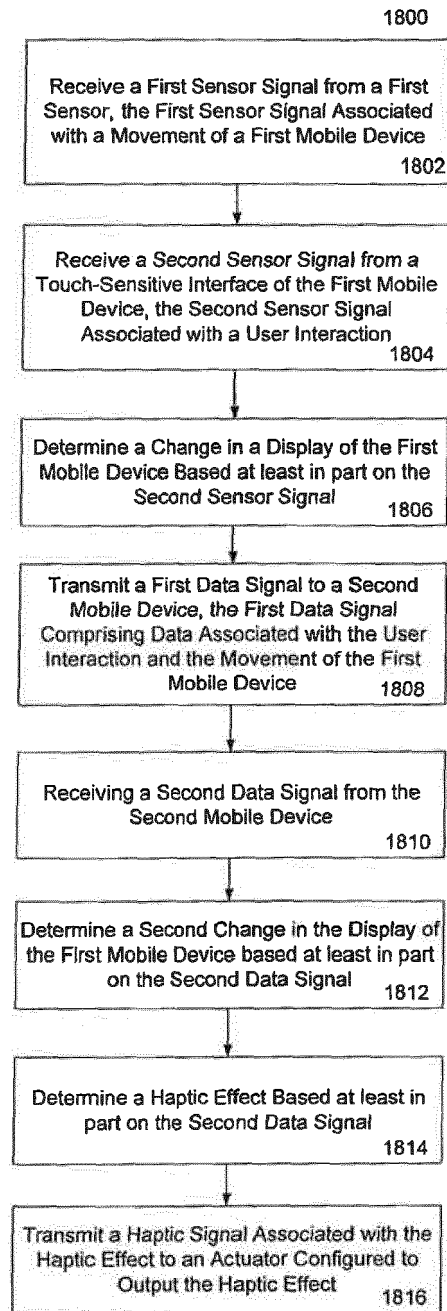 1800
Receive a First Sensor Signal from a First
Sensor, the First Sensor Signal Associated
with a Movement of a First Mobile Device
1802
Receive a Second Sensor Signal from a
Touch-Sensitive Interface of the First Mobile
Device, the Second Sensor Signal
Associated with a User Interaction
1804
Determine a Change in a Display of the First
Mobile Device Based at least in part on the
Second Sensor Signal
1806
Transmit a First Data Signal to a Second
Mobile Device, the First Data Signal
Comprising Data Associated with the User
Interaction and the Movement of the First
Mobile Device
1808
Receiving a Second Data Signal from the
Second Mobile Device
1810
Determine a Second Change in the Display of
the First Mobile Device based at least in part
on the Second Data Signal
1812
Determine a Haptic Effect Based at least in
part on the Second Data Signal
1814
Transmit a Haptic Signal Associated with the
Haptic Effect to an Actuator Configured to
Output the Haptic Effect
1816